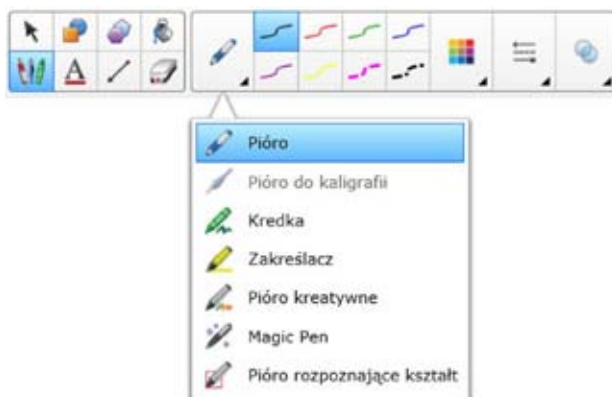 A
Pióro
Pióro do kaligrafii
Kredka
Zakreślacz
Pióro kreatywne
Magic Pen
Pióro rozpoznające kształt